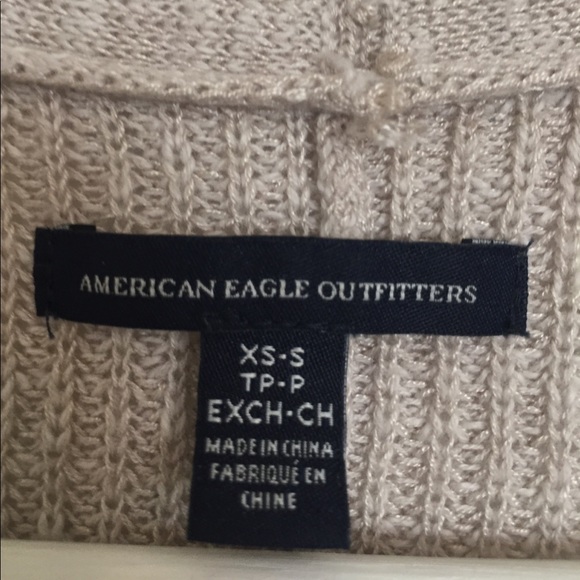 AMERICAN EAGLE OUTFITTERS
XS-S
TP-P
EXCH-CH
MADE IN CHINA
FABRIQUÉ EN
CHINE